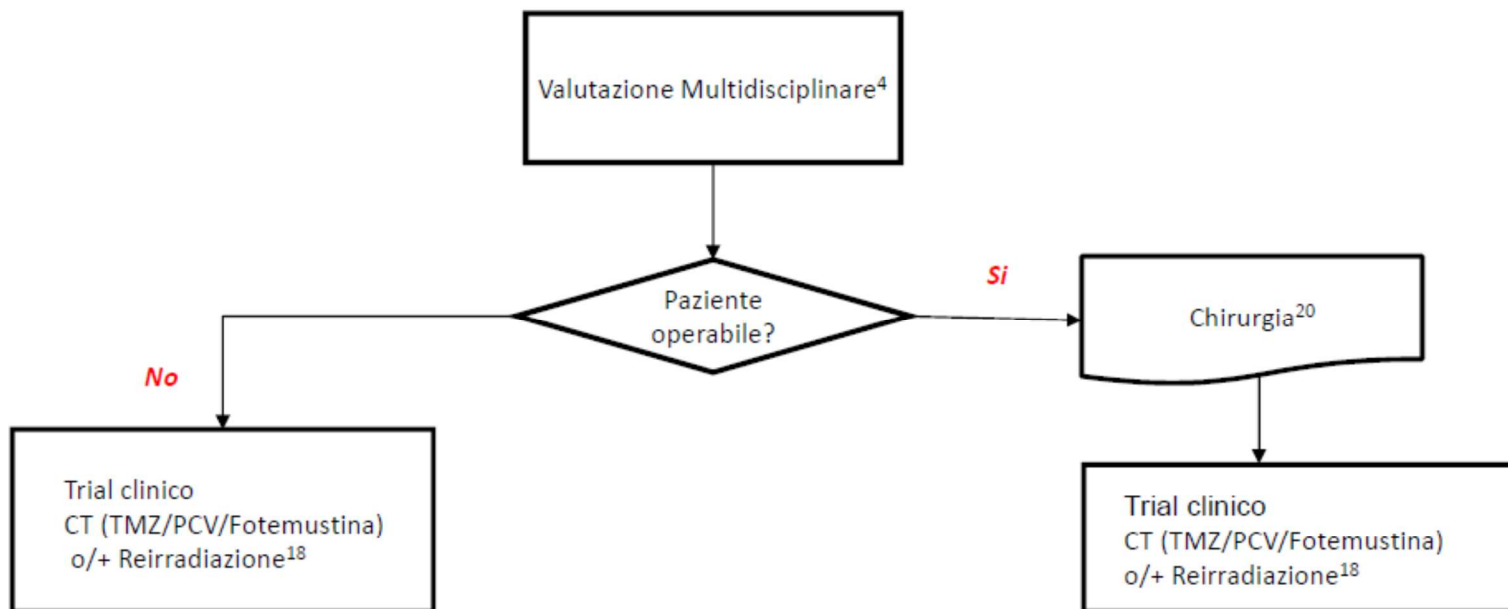 Valutazione Multidisciplinare⁴
Paziente
operabile?
Si
Chirurgia²⁰
No
Trial clinico
CT (TMZ/PCV/Fotemustina)
o/+ Reirradiazione¹⁸
Trial clinico
CT (TMZ/PCV/Fotemustina)
o/+ Reirradiazione¹⁸